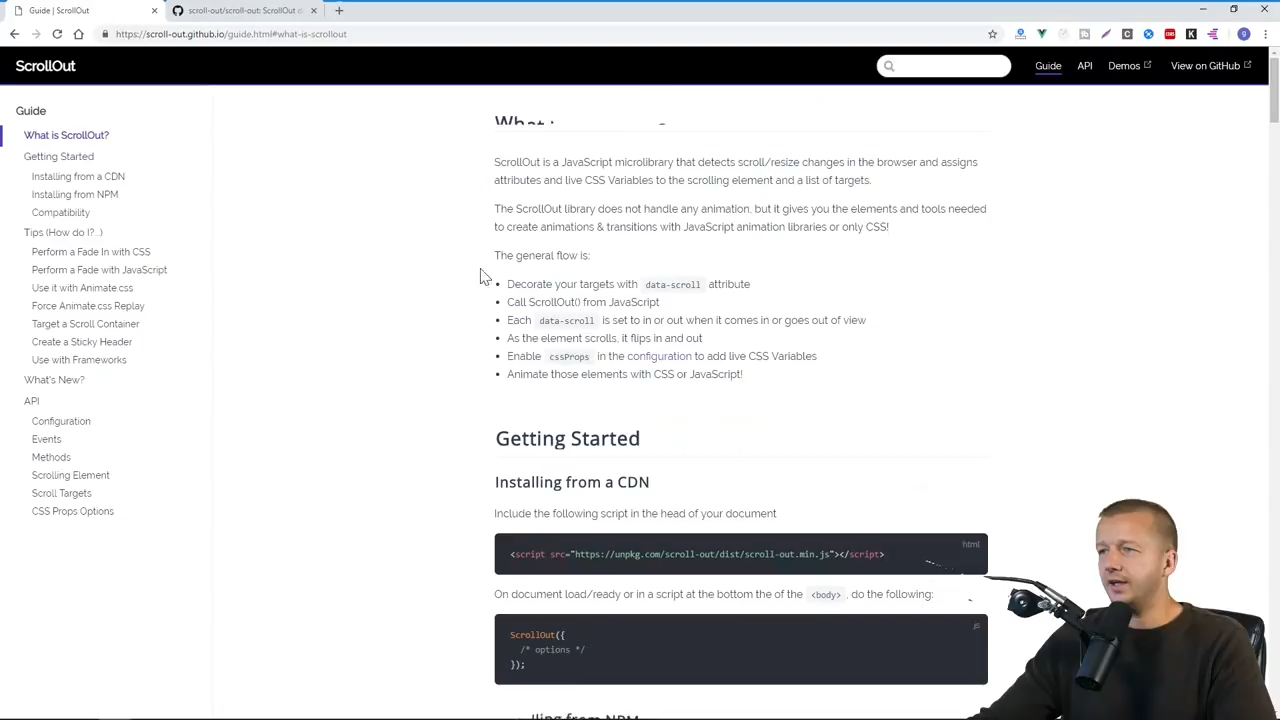 Guide | ScrollOut
scroll-out/scroll-out: ScrollOut d
https://scroll-out.github.io/guide.html#what-is-scrollout
ScrollOut
Guide
API
Demos
View on GitHub
Guide
What is ScrollOut?
Getting Started
Installing from a CDN
Installing from NPM
Compatibility
Tips (How do I?...)
Perform a Fade In with CSS
Perform a Fade with JavaScript
Use it with Animate.css
Force Animate.css Replay
Target a Scroll Container
Create a Sticky Header
Use with Frameworks
What's New?
API
Configuration
Events
Methods
Scrolling Element
Scroll Targets
CSS Props Options
What i
ScrollOut is a JavaScript microlibrary that detects scroll/resize changes in the browser and assigns
attributes and live CSS Variables to the scrolling element and a list of targets.
The ScrollOut library does not handle any animation, but it gives you the elements and tools needed
to create animations & transitions with JavaScript animation libraries or only CSS!
The general flow is:
• Decorate your targets with data-scroll attribute
• Call ScrollOut() from JavaScript
• Each data-scroll is set to in or out when it comes in or goes out of view
• As the element scrolls, it flips in and out
• Enable cssProps in the configuration to add live CSS Variables
• Animate those elements with CSS or JavaScript!
Getting Started
Installing from a CDN
Include the following script in the head of your document
html
<script src="https://unpkg.com/scroll-out/dist/scroll-out.min.js"></script>
On document load/ready or in a script at the bottom the of the <body>, do the following:
js
ScrollOut({
/* options */
});
lling from NPM